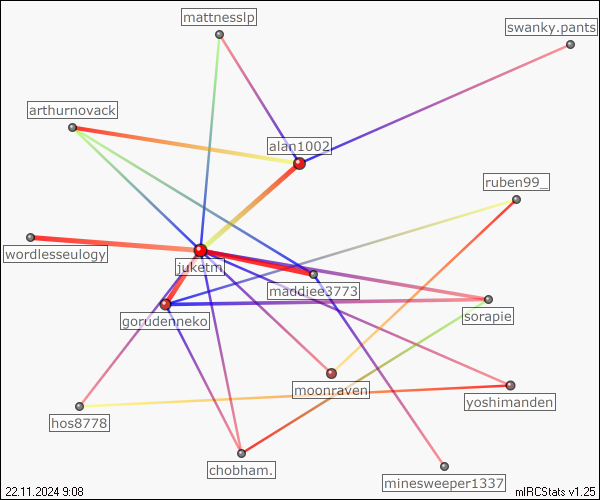 mattnesslp
swanky.pants
arthurnovack
alan1002
ruben99_
wordlesseulogy
juketm
maddiee3773
gorudenneko
sorapie
moonraven
yoshimanden
hos8778
chobham.
minesweeper1337
22.11.2024 9:08
mIRCStats v1.25